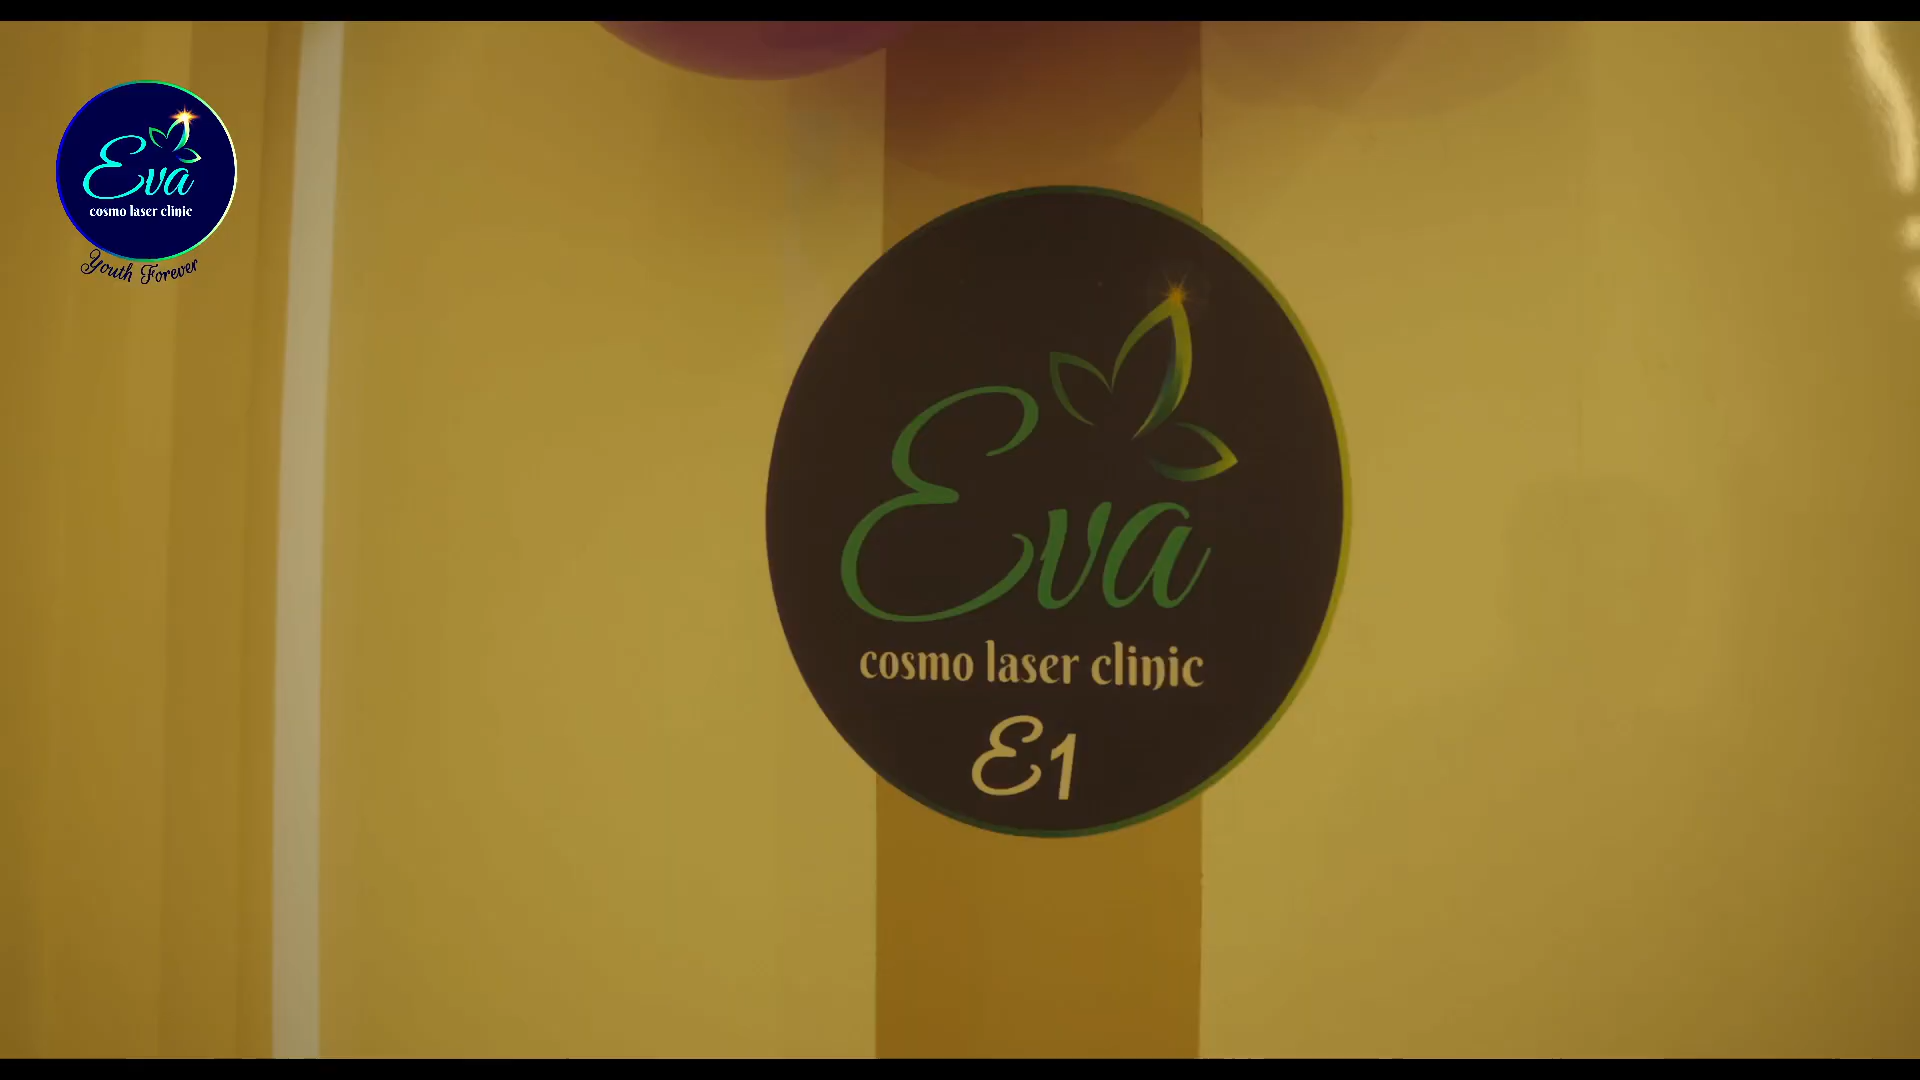 Eva
cosmo laser clinic
Youth Forever
Eva
cosmo laser clinic
E1